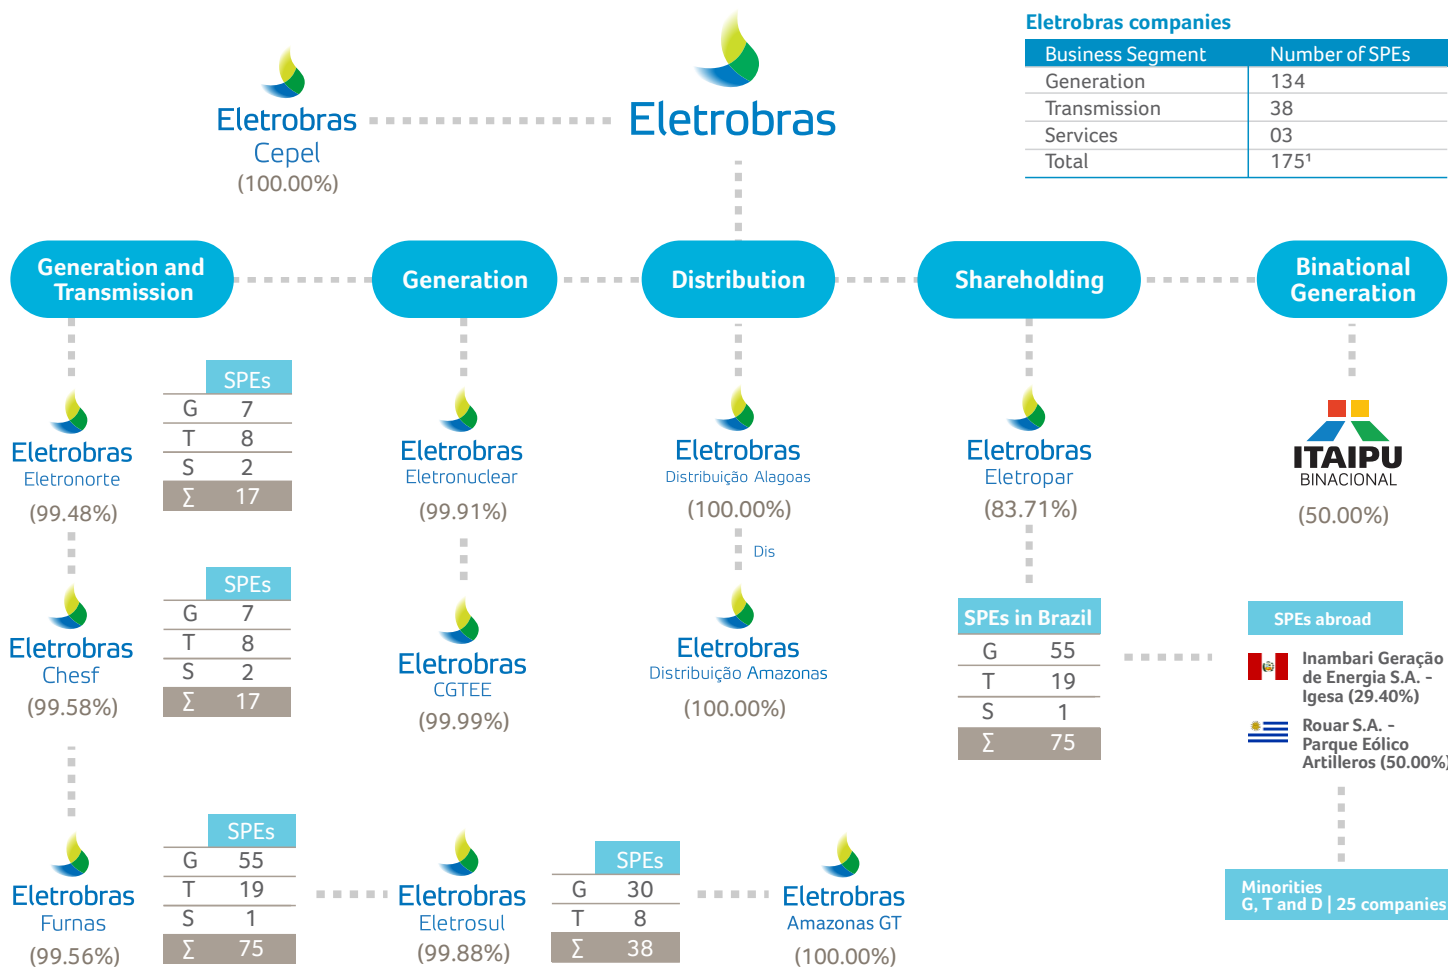 Eletrobras
Cepel
(100.00%)
Eletrobras
Eletrobras companies
Business Segment Number of SPEs
Generation 134
Transmission 38
Services 03
Total 175¹
Generation and
Transmission
Generation
Distribution
Shareholding
Binational
Generation
Eletrobras
Eletronorte
(99.48%)
SPEs
G 7
T 8
S 2
Σ 17
Eletrobras
Eletronuclear
(99.91%)
Eletrobras
Distribuição Alagoas
(100.00%)
Dis
Eletrobras
Eletropar
(83.71%)
ITAIPU
BINACIONAL
(50.00%)
Eletrobras
Chesf
(99.58%)
SPEs
G 7
T 8
S 2
Σ 17
Eletrobras
CGTEE
(99.99%)
Eletrobras
Distribuição Amazonas
(100.00%)
SPEs in Brazil
G 55
T 19
S 1
Σ 75
SPEs abroad
Inambari Geração
de Energia S.A. -
Igesa (29.40%)
Rouar S.A. -
Parque Eólico
Artilleros (50.00%)
Eletrobras
Furnas
(99.56%)
SPEs
G 55
T 19
S 1
Σ 75
Eletrobras
Eletrosul
(99.88%)
SPEs
G 30
T 8
Σ 38
Eletrobras
Amazonas GT
(100.00%)
Minorities
G, T and D | 25 companies